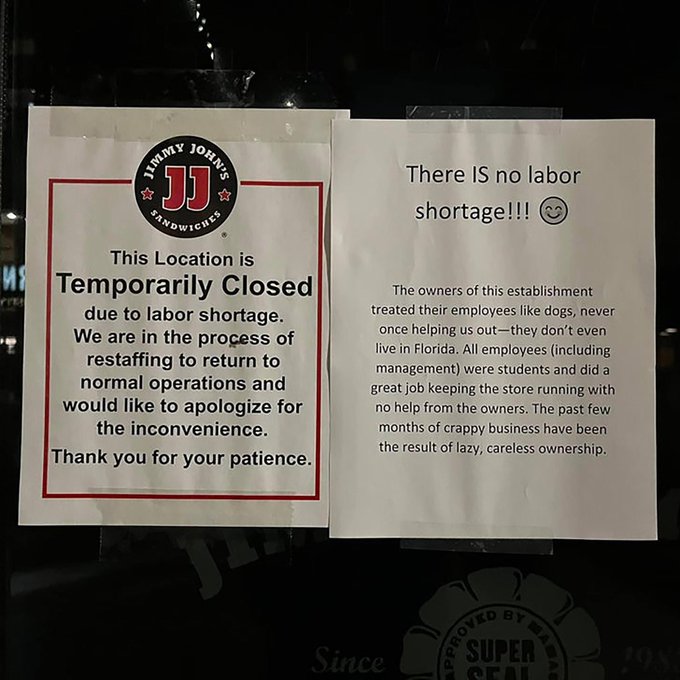 JIMMY JOHN'S
JJ
SANDWICHES
This Location is
Temporarily Closed
due to labor shortage.
We are in the process of
restaffing to return to
normal operations and
would like to apologize for
the inconvenience.
Thank you for your patience.
There IS no labor
shortage!!! 😊
The owners of this establishment
treated their employees like dogs, never
once helping us out—they don't even
live in Florida. All employees (including
management) were students and did a
great job keeping the store running with
no help from the owners. The past few
months of crappy business have been
the result of lazy, careless ownership.
APPROVED BY MAMA
SUPER
SEAL
Since